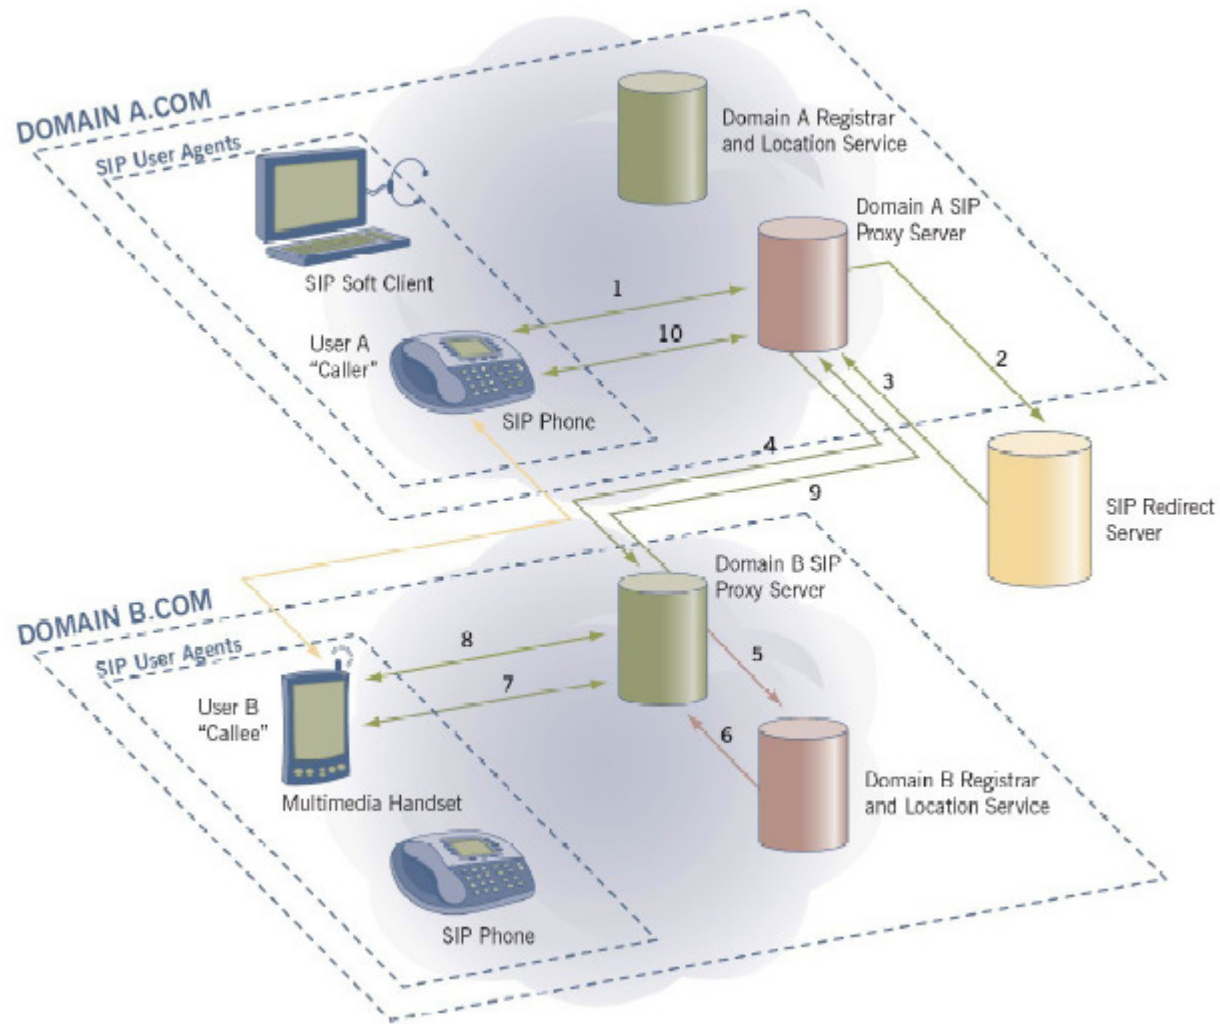 DOMAIN A.COM
SIP User Agents
Domain A Registrar
and Location Service
Domain A SIP
Proxy Server
SIP Soft Client
1
User A
"Caller"
10
2
3
SIP Phone
4
9
SIP Redirect
Server
DOMAIN B.COM
SIP User Agents
Domain B SIP
Proxy Server
8
5
7
User B
"Callee"
6
Multimedia Handset
Domain B Registrar
and Location Service
SIP Phone